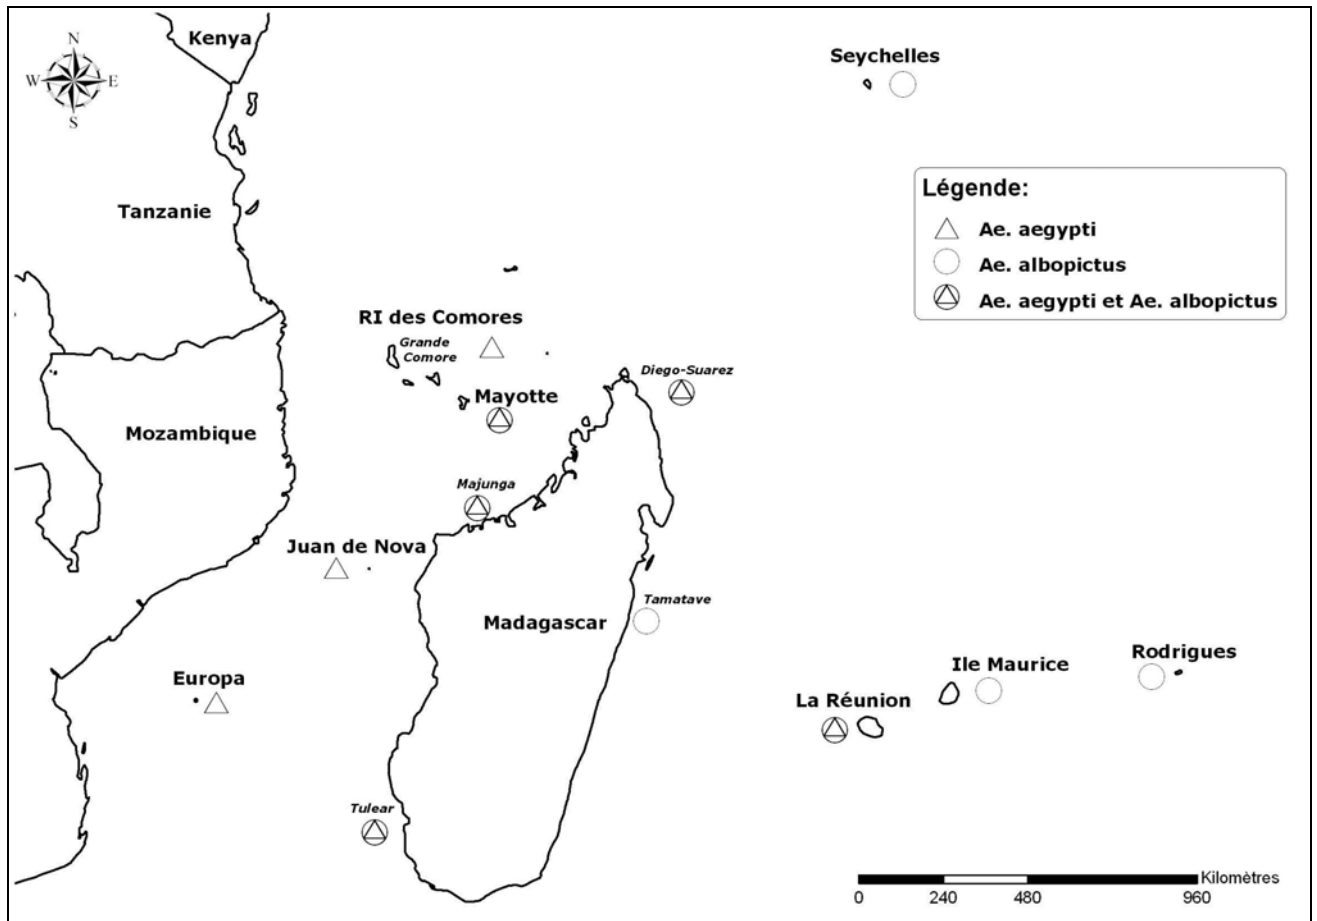 Kenya
N
W
E
S
Seychelles
Légende:
Ae. aegypti
Ae. albopictus
Ae. aegypti et Ae. albopictus
Tanzanie
RI des Comores
Grande
Comore
Diego-Suarez
Mayotte
Mozambique
Majunga
Juan de Nova
Tamatave
Madagascar
Rodrigues
Ile Maurice
Europa
La Réunion
Tulear
Kilomètres
0 240 480 960